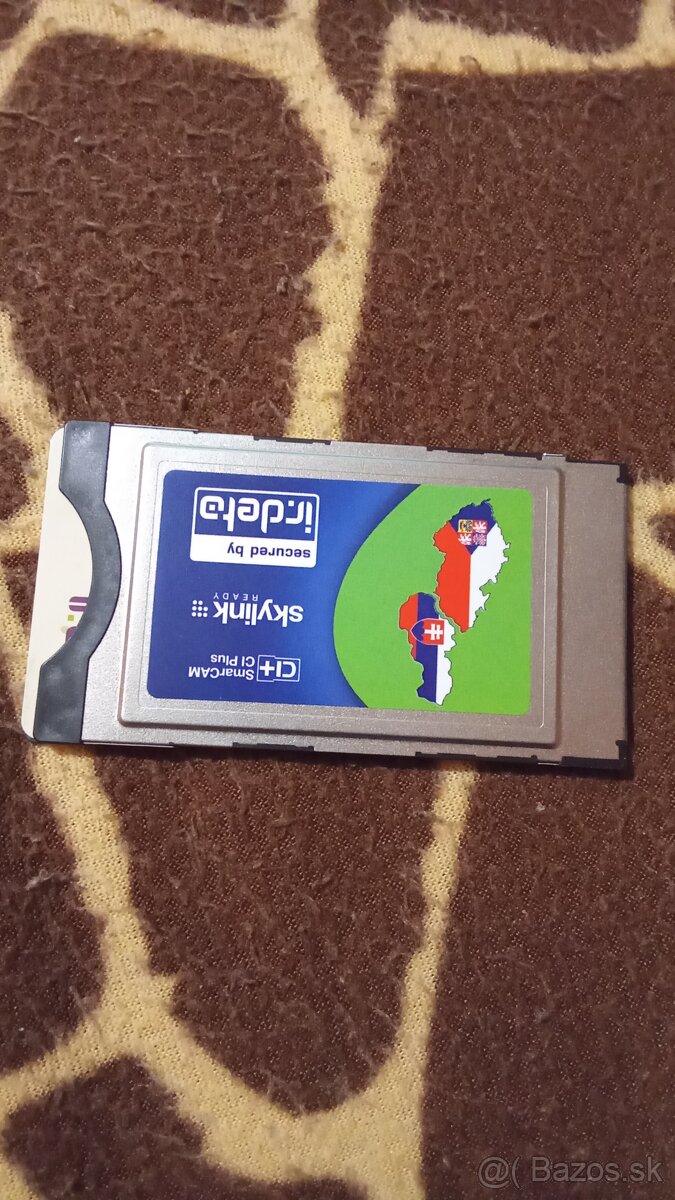 CI+ SmarCAM
CI Plus
skylink
READY
secured by
irdeto
@( Bazos.sk